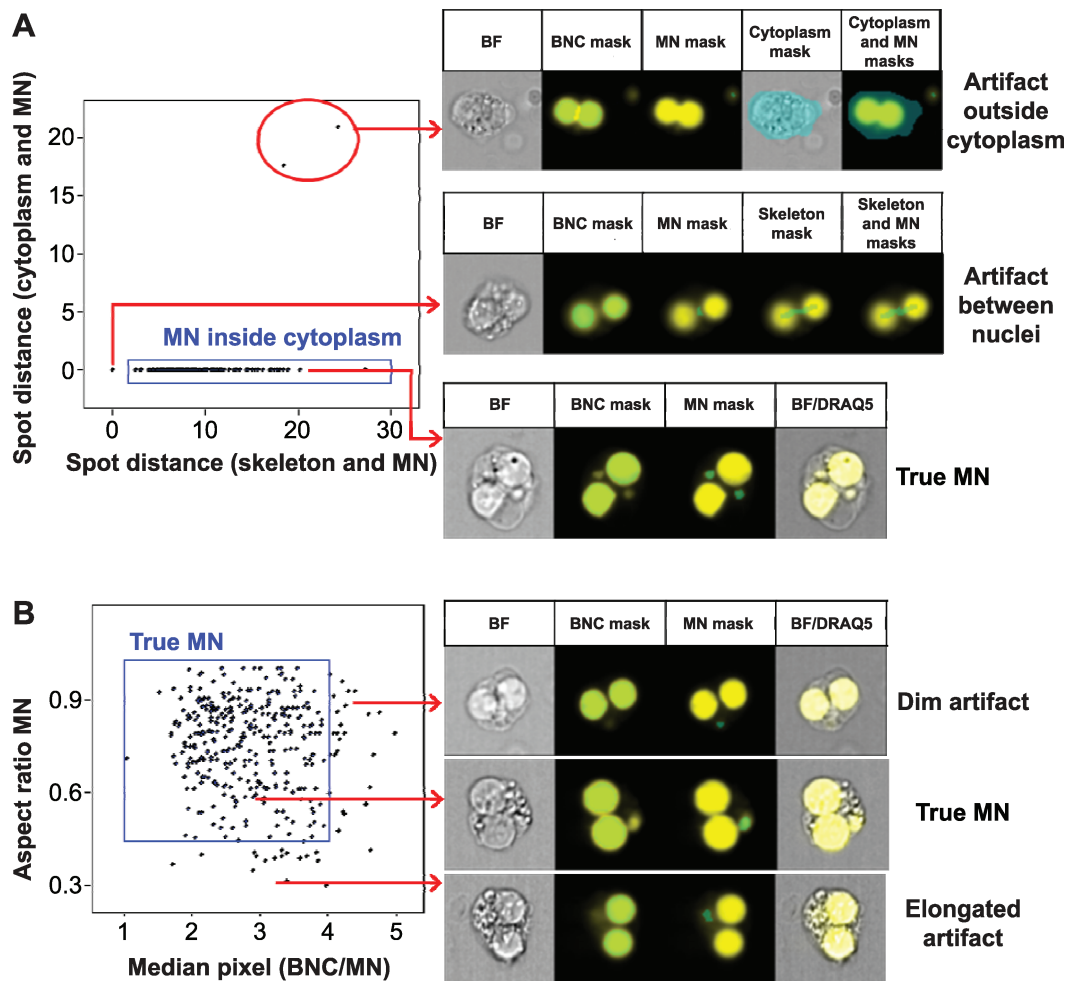 A
BF
BNC mask
MN mask
Cytoplasm
mask
Cytoplasm
and MN
masks
Artifact
outside
cytoplasm
Spot distance (cytoplasm and MN)
20
15
10
5
0
MN inside cytoplasm
0
10
20
30
Spot distance (skeleton and MN)
BF
BNC mask
MN mask
Skeleton
mask
Skeleton
and MN
masks
Artifact
between
nuclei
BF
BNC mask
MN mask
BF/DRAQ5
True MN
B
True MN
Aspect ratio MN
0.9
0.6
0.3
1
2
3
4
5
Median pixel (BNC/MN)
BF
BNC mask
MN mask
BF/DRAQ5
Dim artifact
True MN
Elongated
artifact